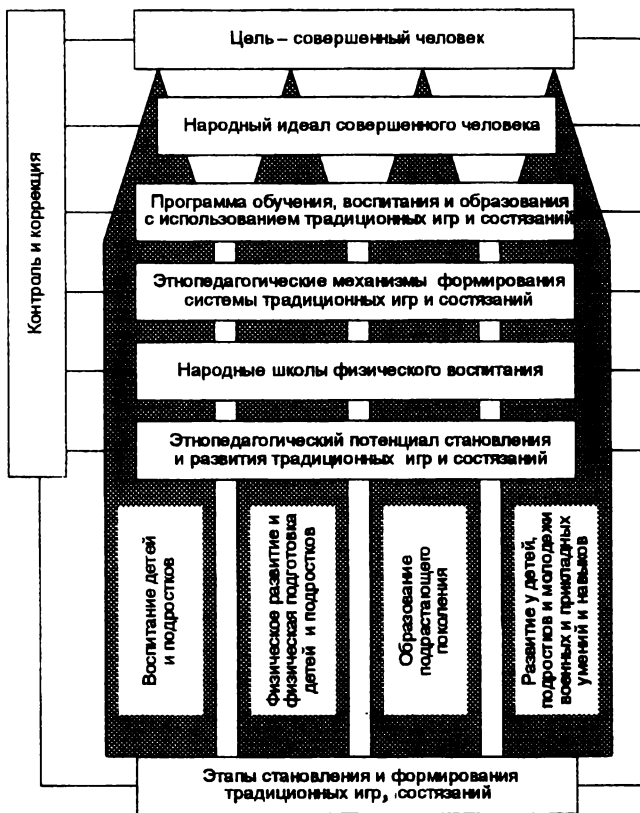 Цель – совершенный человек
Народный идеал совершенного человека
Программа обучения, воспитания и образования
с использованием традиционных игр и состязаний
Этнопедагогические механизмы формирования
системы традиционных игр и состязаний
Народные школы физического воспитания
Этнопедагогический потенциал становления
и развития традиционных игр и состязаний
Контроль и коррекция
Воспитание детей
и подростков
Физическое развитие и
физическая подготовка
детей и подростков
Образование
подрастающего
поколения
Развитие у детей,
подростков и молодежи
военных и прикладных
умений и навыков
Этапы становления и формирования
традиционных игр, состязаний